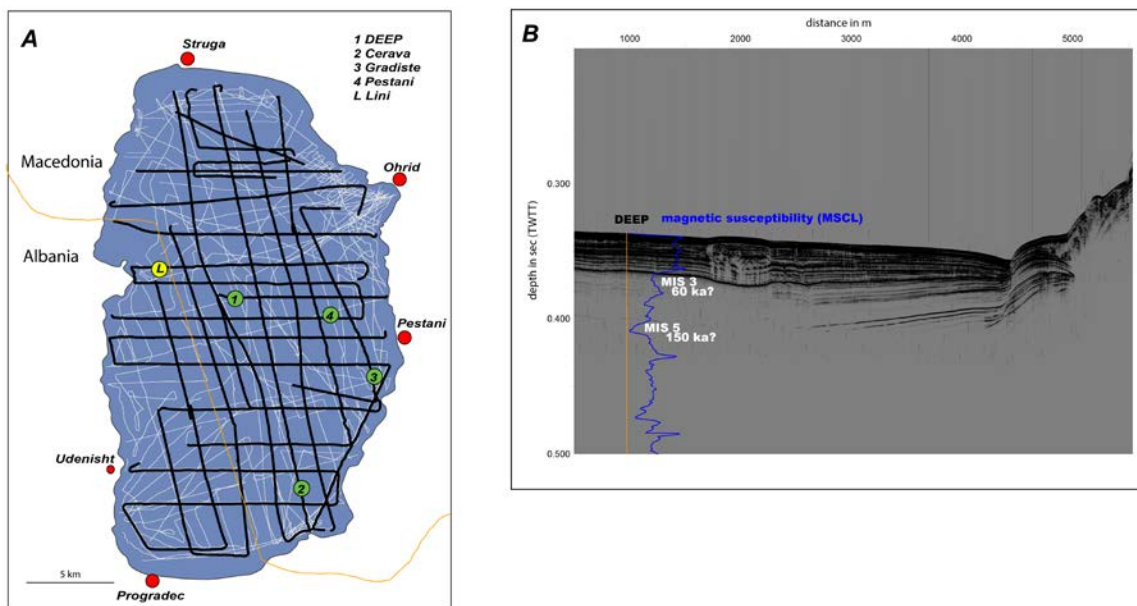 A
Struga
1 DEEP
2 Cerava
3 Gradiste
4 Pestani
L Lini
Macedonia
Ohrid
Albania
L
1
4
Pestani
3
Udenisht
2
5 km
Progradec
B
distance in m
1000 2000 3000 4000 5000
depth in sec (TWTT)
0.300
DEEP magnetic susceptibility (MSCL)
MIS 3
60 ka?
0.400
MIS 5
150 ka?
0.500